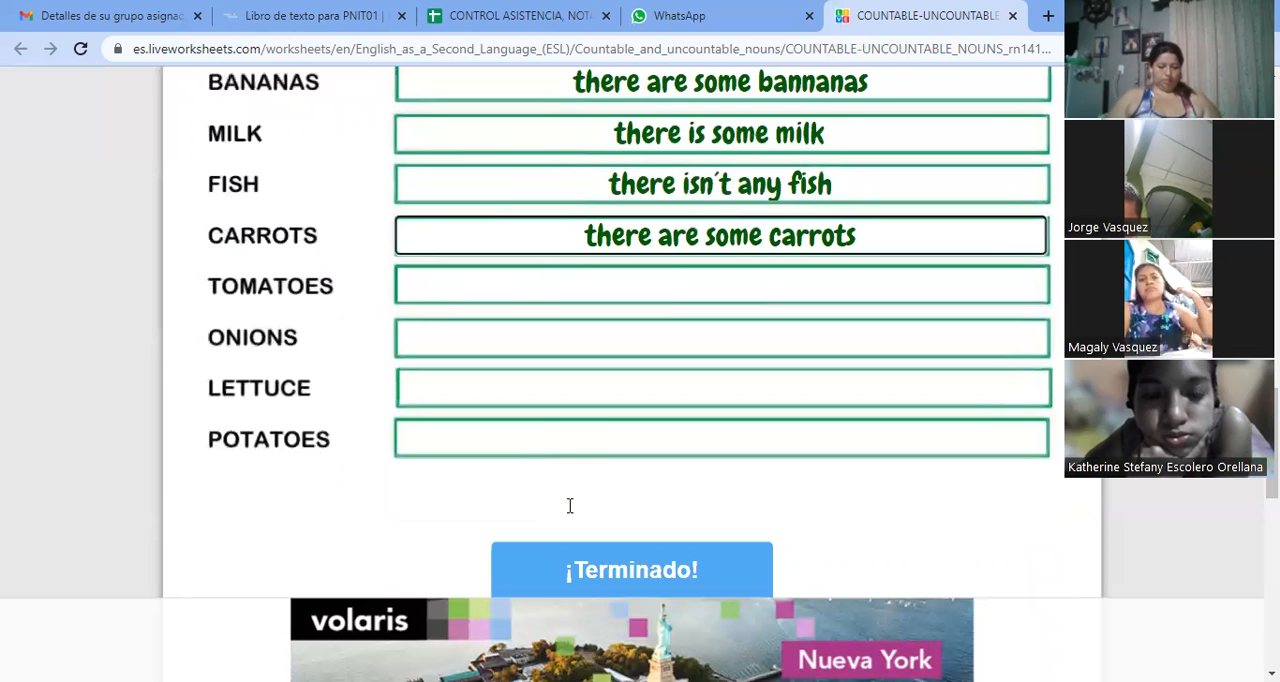 Detalles de su grupo asignac
Libro de texto para PNIT01 |
CONTROL ASISTENCIA, NOTA
WhatsApp
COUNTABLE-UNCOUNTABLE
es.liveworksheets.com/worksheets/en/English_as_a_Second_Language_(ESL)/Countable_and_uncountable_nouns/COUNTABLE-UNCOUNTABLE_NOUNS_rn141...
BANANAS there are some bannanas
MILK there is some milk
FISH there isn't any fish
CARROTS there are some carrots
TOMATOES
ONIONS
LETTUCE
POTATOES
¡Terminado!
volaris
Nueva York
Jorge Vasquez
Magaly Vasquez
Katherine Stefany Escolero Orellana